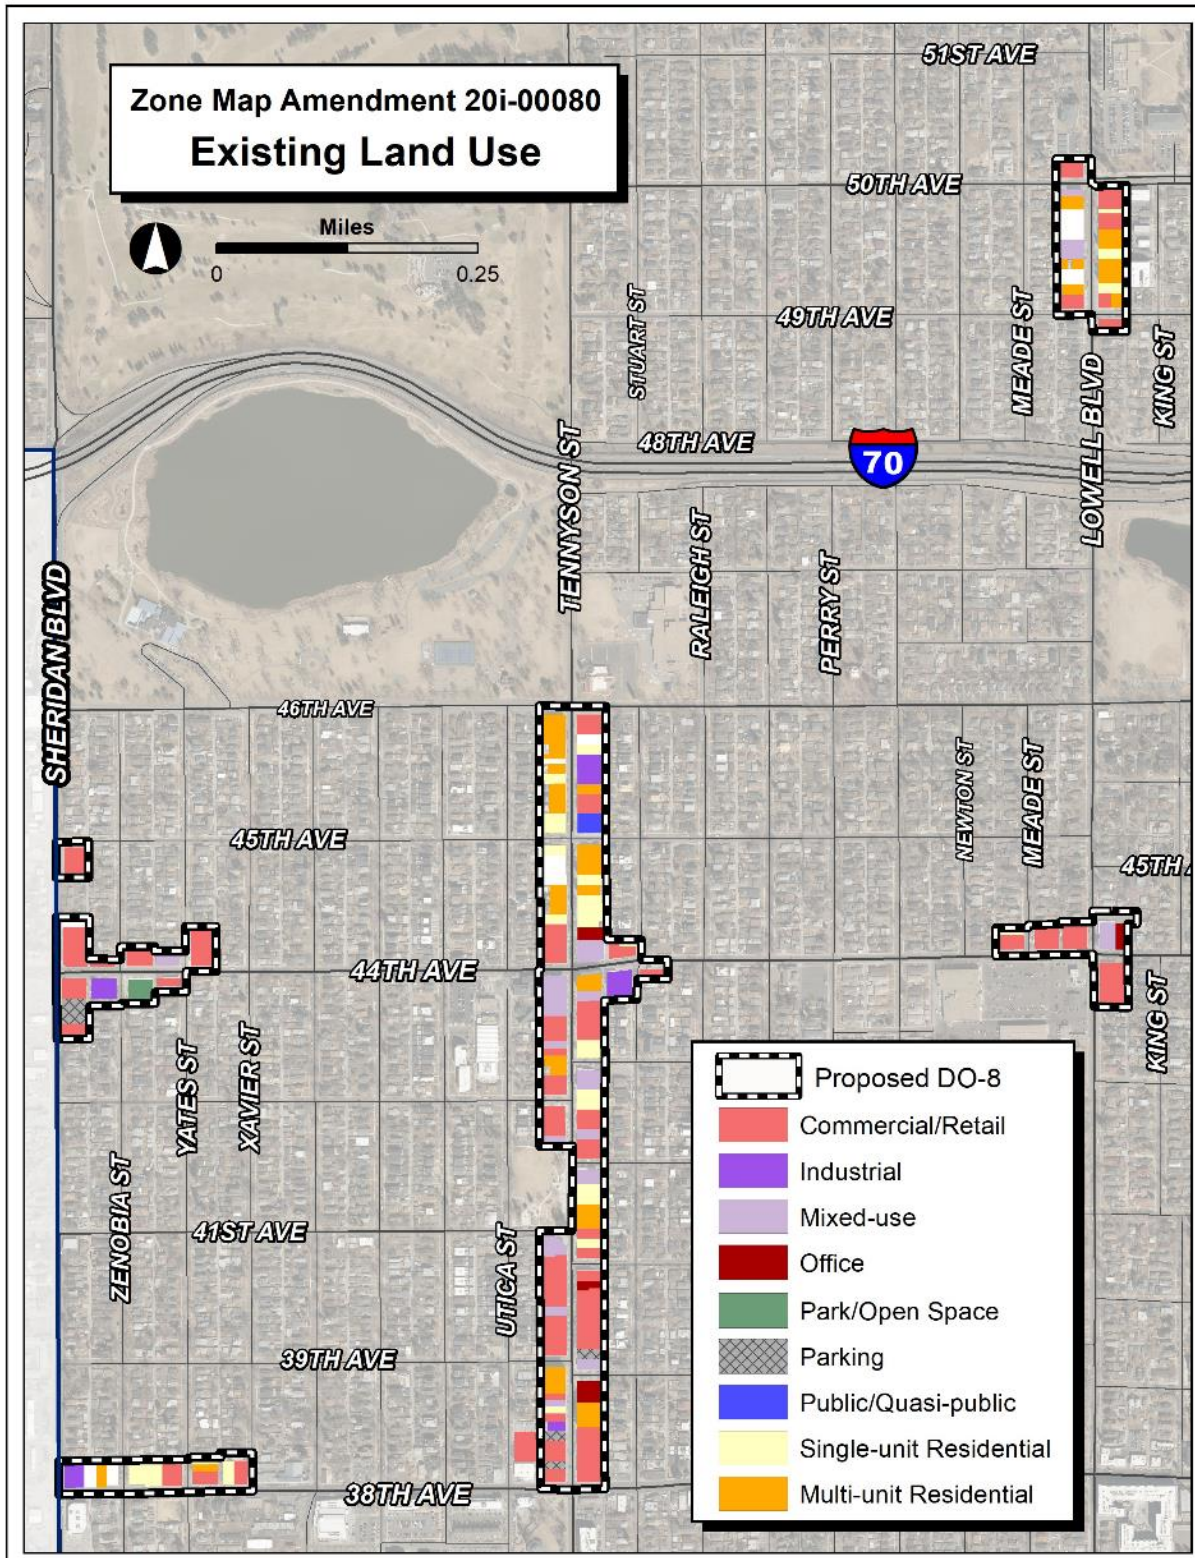 Zone Map Amendment 20i-00080
Existing Land Use
Miles
0
0.25
51ST AVE
50TH AVE
49TH AVE
STUART ST
MEADE ST
LOWELL BLVD
KING ST
48TH AVE
70
TENNYSON ST
RALEIGH ST
PERRY ST
SHERIDAN BLVD
46TH AVE
NEWTON ST
MEADE ST
45TH AVE
45TH A
44TH AVE
KING ST
YATES ST
XAVIER ST
ZENOBIA ST
41ST AVE
UTICA ST
39TH AVE
38TH AVE
Proposed DO-8
Commercial/Retail
Industrial
Mixed-use
Office
Park/Open Space
Parking
Public/Quasi-public
Single-unit Residential
Multi-unit Residential